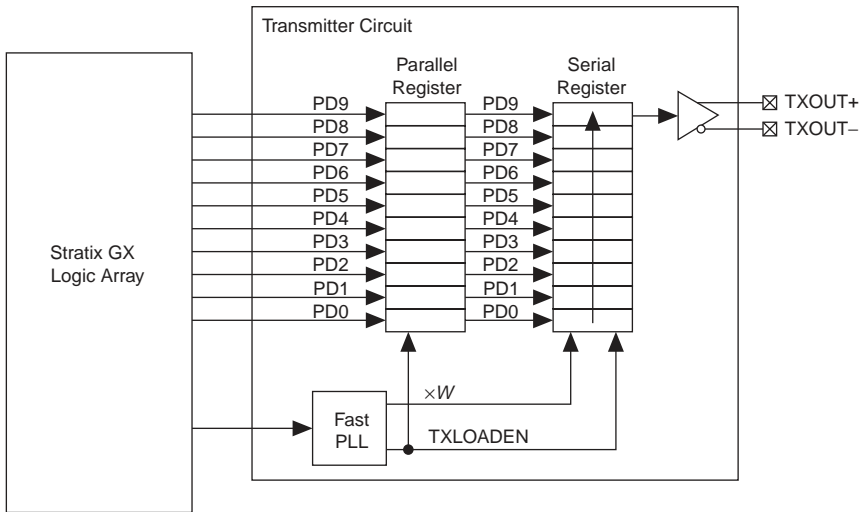 Transmitter Circuit
Parallel
Register
Serial
Register
PD9
PD9
TXOUT+
PD8
PD8
TXOUT−
PD7
PD7
PD6
PD6
PD5
PD5
PD4
PD4
Stratix GX
Logic Array
PD3
PD3
PD2
PD2
PD1
PD1
PD0
PD0
×W
Fast
PLL
TXLOADEN